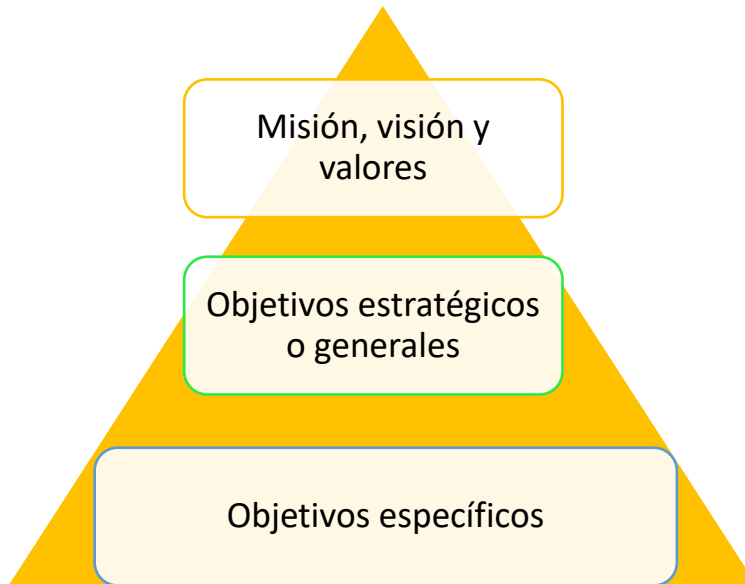 Misión, visión y
valores
Objetivos estratégicos
o generales
Objetivos específicos